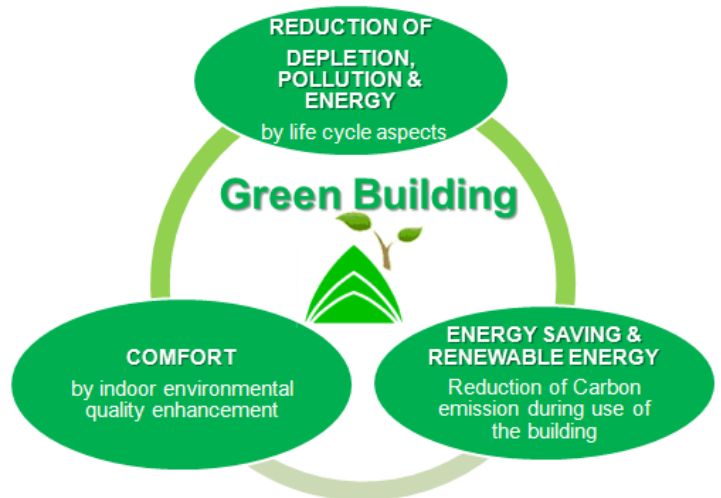 REDUCTION OF
DEPLETION,
POLLUTION &
ENERGY
by life cycle aspects
Green Building
COMFORT
by indoor environmental
quality enhancement
ENERGY SAVING &
RENEWABLE ENERGY
Reduction of Carbon
emission during use of
the building